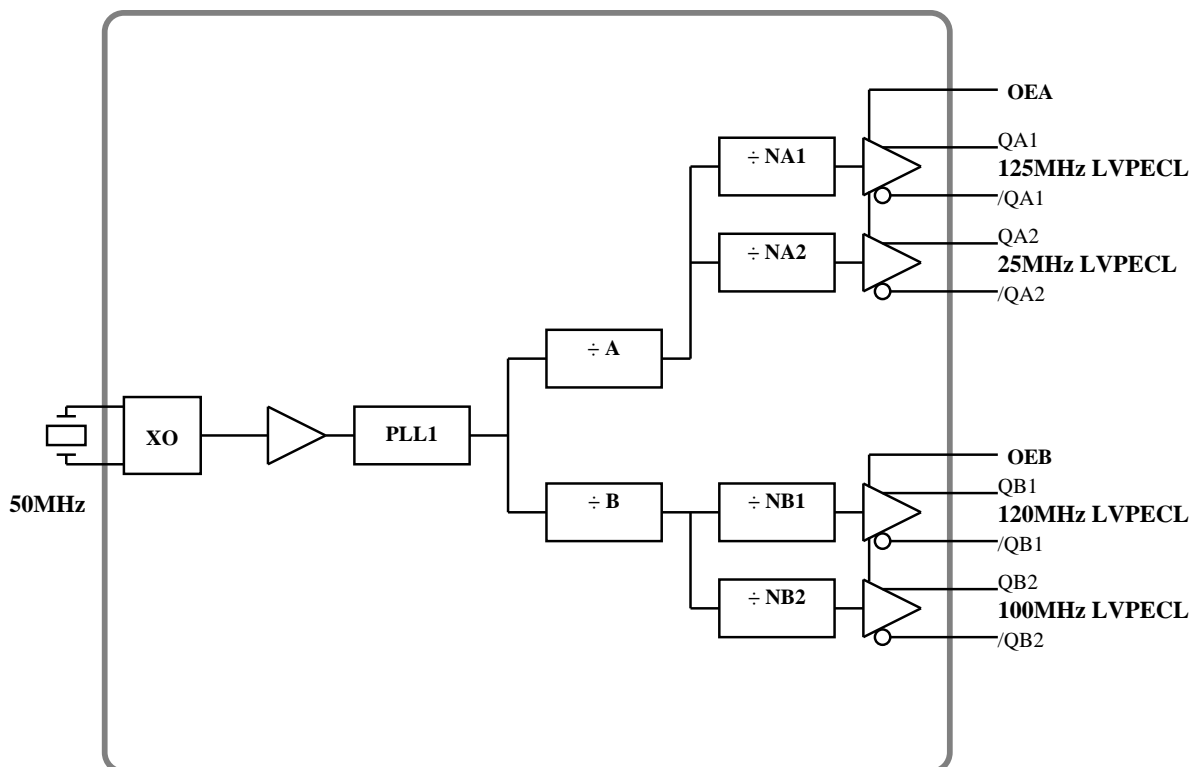 OEA
QA1
÷ NA1
125MHz LVPECL
/QA1
QA2
÷ NA2
25MHz LVPECL
/QA2
÷ A
XO
PLL1
50MHz
OEB
QB1
÷ B
÷ NB1
120MHz LVPECL
/QB1
QB2
÷ NB2
100MHz LVPECL
/QB2